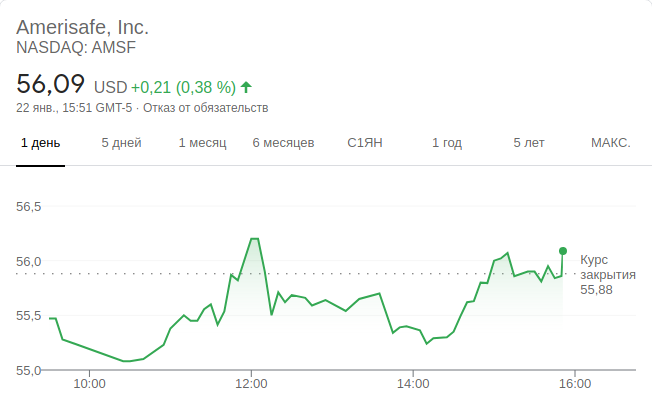 Amerisafe, Inc.
NASDAQ: AMSF
56,09 USD +0,21 (0,38 %)
22 янв., 15:51 GMT-5 · Отказ от обязательств
1 день 5 дней 1 месяц 6 месяцев С1ЯН 1 год 5 лет МАКС.
56,5
56,0
55,5
55,0
Курс
закрытия
55,88
10:00 12:00 14:00 16:00